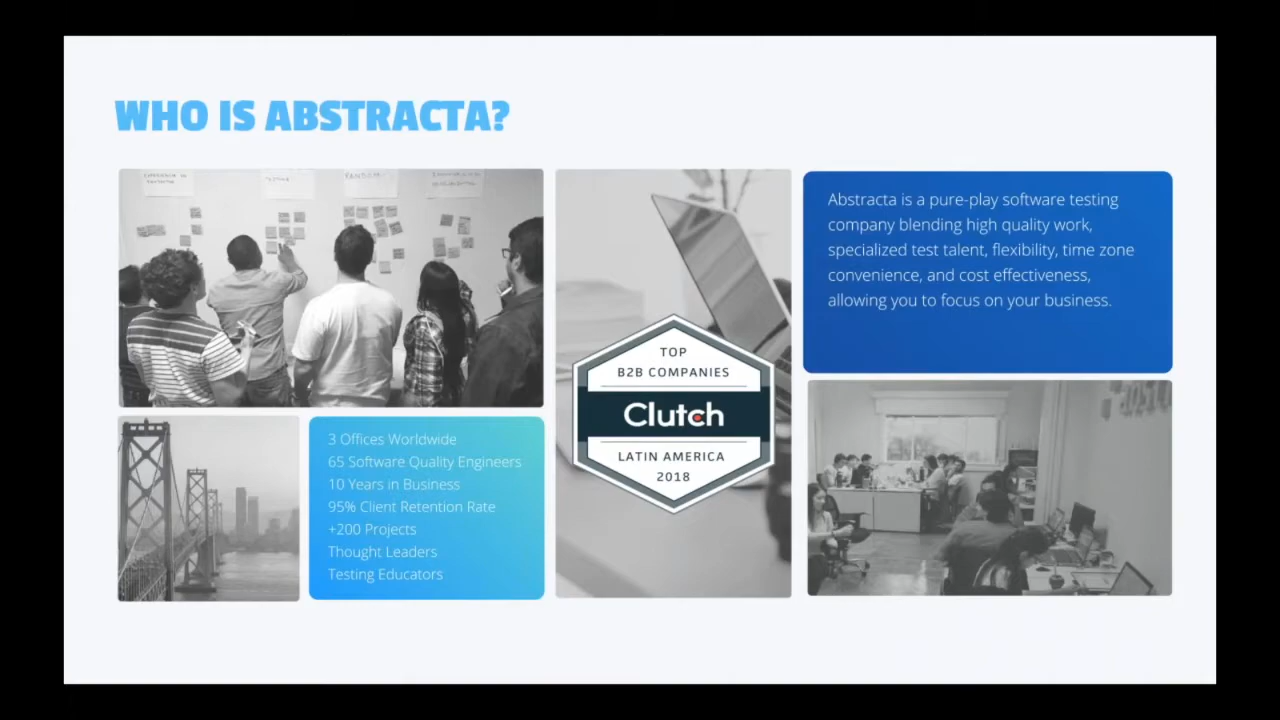 WHO IS ABSTRACTA?
3 Offices Worldwide
65 Software Quality Engineers
10 Years in Business
95% Client Retention Rate
+200 Projects
Thought Leaders
Testing Educators
TOP
B2B COMPANIES
Clutch
LATIN AMERICA
2018
Abstracta is a pure-play software testing
company blending high quality work,
specialized test talent, flexibility, time zone
convenience, and cost effectiveness,
allowing you to focus on your business.